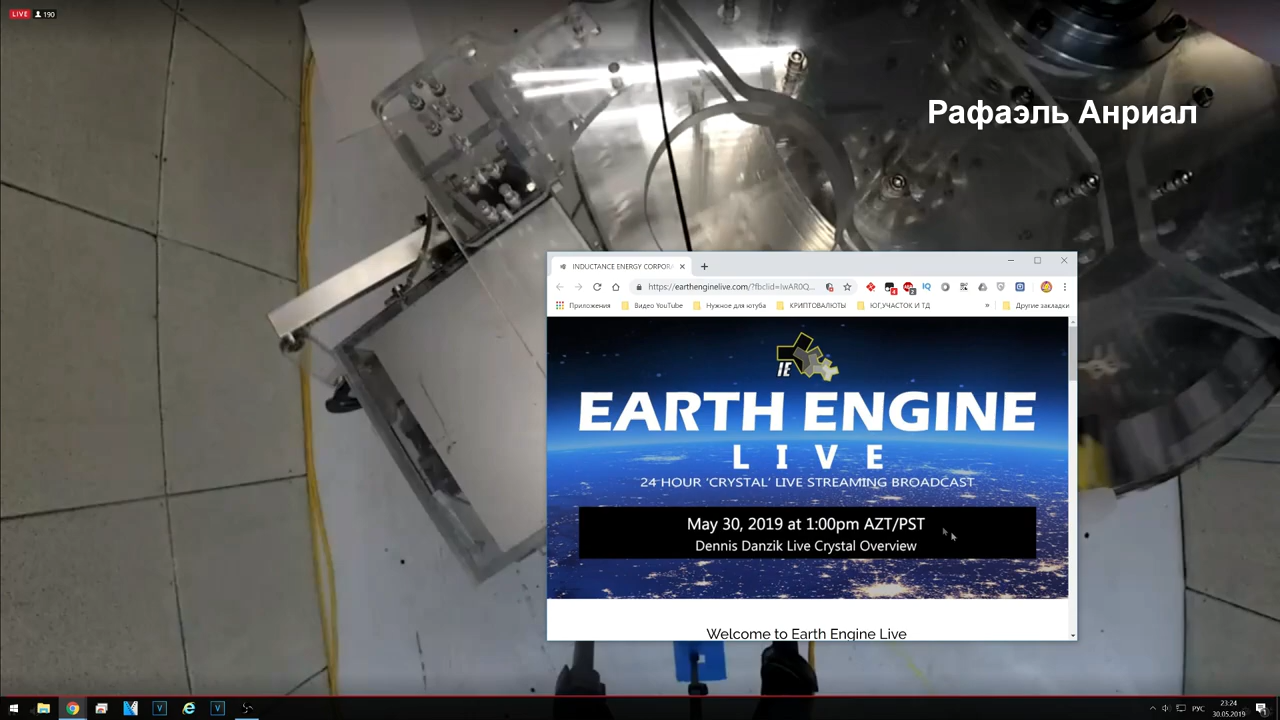 LIVE 190
Рафаэль Анриал
INDUCTANCE ENERGY CORPOR
https://earthenginelive.com/?fbclid=IwAR0Q...
Приложения Видео YouTube Нужное для ютуба КРИПТОВАЛЮТЫ ЮГ,УЧАСТОК И ТД » Другие закладки
IE
EARTH ENGINE
LIVE
24 HOUR 'CRYSTAL' LIVE STREAMING BROADCAST
May 30, 2019 at 1:00pm AZT/PST
Dennis Danzik Live Crystal Overview
Welcome to Earth Engine Live
РУС
23:24
30.05.2019